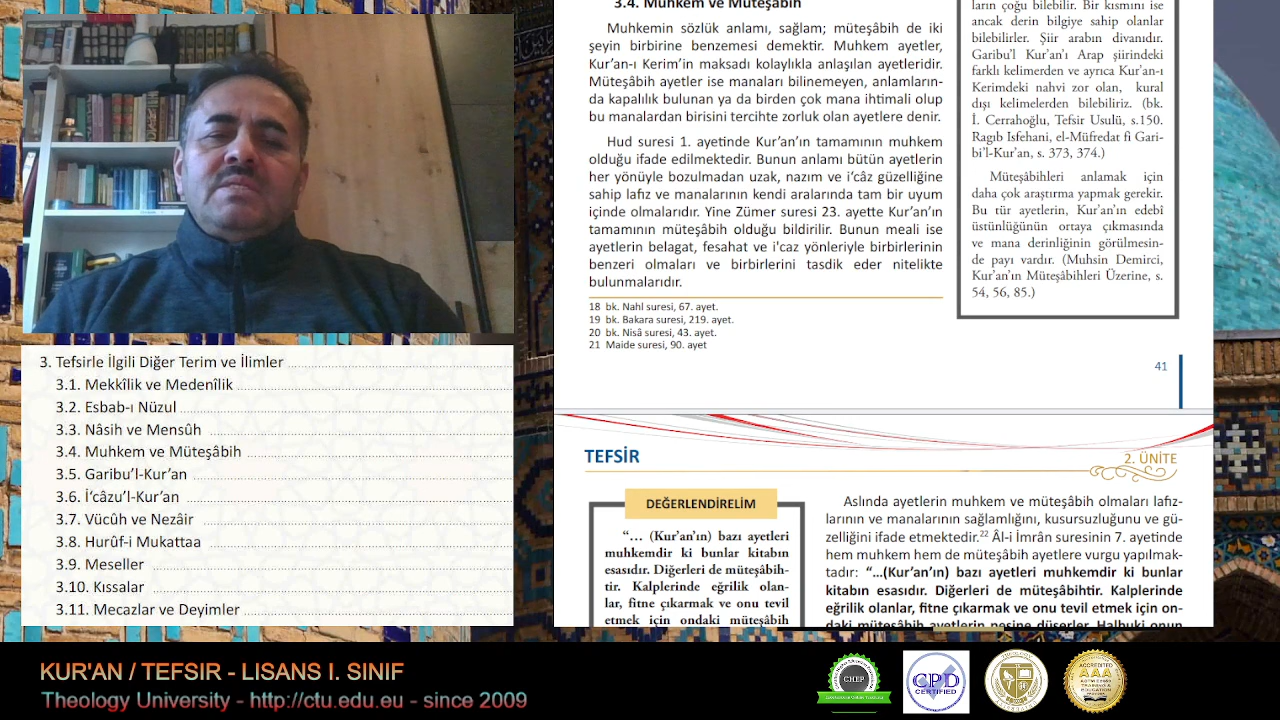 3. Tefsirle İlgili Diğer Terim ve İlimler
3.1. Mekkîlik ve Medenîlik
3.2. Esbab-ı Nüzul
3.3. Nâsih ve Mensûh
3.4. Muhkem ve Müteşâbih
3.5. Garibu’l-Kur’an
3.6. İ‘câzu’l-Kur’an
3.7. Vücûh ve Nezâir
3.8. Hurûf-i Mukattaa
3.9. Meseller
3.10. Kıssalar
3.11. Mecazlar ve Deyimler
3.4. Muhkem ve Müteşâbih
Muhkemin sözlük anlamı, sağlam; müteşâbih de iki
şeyin birbirine benzemesi demektir. Muhkem ayetler,
Kur’an-ı Kerim’in maksadı kolaylıkla anlaşılan ayetleridir.
Müteşâbih ayetler ise manaları bilinemeyen, anlamların-
da kapalılık bulunan ya da birden çok mana ihtimali olup
bu manalardan birisini tercihte zorluk olan ayetlere denir.
Hud suresi 1. ayetinde Kur’an’ın tamamının muhkem
olduğu ifade edilmektedir. Bunun anlamı bütün ayetlerin
her yönüyle bozulmadan uzak, nazım ve i‘câz güzelliğine
sahip lafız ve manalarının kendi aralarında tam bir uyum
içinde olmalarıdır. Yine Zümer suresi 23. ayette Kur’an’ın
tamamının müteşâbih olduğu bildirilir. Bunun meali ise
ayetlerin belagat, fesahat ve i'caz yönleriyle birbirlerinin
benzeri olmaları ve birbirlerini tasdik eder nitelikte
bulunmalarıdır.
18 bk. Nahl suresi, 67. ayet.
19 bk. Bakara suresi, 219. ayet.
20 bk. Nisâ suresi, 43. ayet.
21 Maide suresi, 90. ayet
ların çoğu bilebilir. Bir kısmını ise
ancak derin bilgiye sahip olanlar
bilebilirler. Şiir arabın divanıdır.
Garibu’l Kur’an’ı Arap şiirindeki
farklı kelimerden ve ayrıca Kur’an-ı
Kerimdeki nahvi zor olan, kural
dışı kelimelerden bilebiliriz. (bk.
İ. Cerrahoğlu, Tefsir Usulü, s.150.
Ragıb Isfehani, el-Müfredat fi Gari-
bi’l-Kur’an, s. 373, 374.)
Müteşâbihleri anlamak için
daha çok araştırma yapmak gerekir.
Bu tür ayetlerin, Kur’an’ın edebî
üstünlüğünün ortaya çıkmasında
ve mana derinliğinin görülmesin-
de payı vardır. (Muhsin Demirci,
Kur’an’ın Müteşâbihleri Üzerine, s.
54, 56, 85.)
41
TEFSİR
2. ÜNİTE
DEĞERLENDİRELİM
“... (Kur’an’ın) bazı ayetleri
muhkemdir ki bunlar kitabın
esasıdır. Diğerleri de müteşâbih-
tir. Kalplerinde eğrilik olan-
lar, fitne çıkarmak ve onu tevil
etmek için ondaki müteşâbih
Aslında ayetlerin muhkem ve müteşâbih olmaları lafız-
larının ve manalarının sağlamlığını, kusursuzluğunu ve gü-
zelliğini ifade etmektedir.22 Âl-i İmrân suresinin 7. ayetinde
hem muhkem hem de müteşâbih ayetlere vurgu yapılmak-
tadır: “...(Kur’an’ın) bazı ayetleri muhkemdir ki bunlar
kitabın esasıdır. Diğerleri de müteşâbihtir. Kalplerinde
eğrilik olanlar, fitne çıkarmak ve onu tevil etmek için on-
daki müteşâbih ayetlerin peşine düşerler. Halbuki onun
KUR'AN / TEFSIR - LISANS I. SINIF
Theology University - http://ctu.edu.eu - since 2009
CHEP
CPD
CERTIFIED
ACCREDITED
AAA